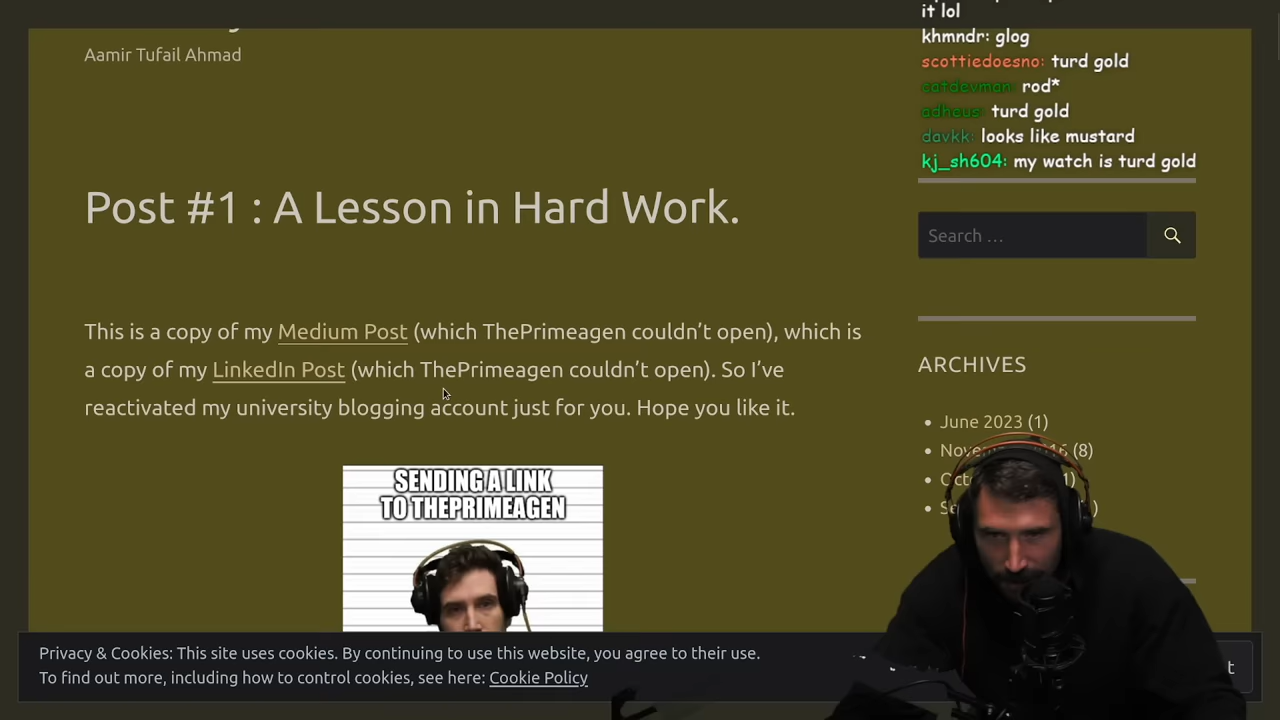 Aamir Tufail Ahmad
it lol
khmndr: glog
scottiedoesno: turd gold
catdevman: rod*
adheus: turd gold
davkk: looks like mustard
kj_sh604: my watch is turd gold
Post #1 : A Lesson in Hard Work.
Search …
This is a copy of my Medium Post (which ThePrimeagen couldn’t open), which is
a copy of my LinkedIn Post (which ThePrimeagen couldn’t open). So I’ve
reactivated my university blogging account just for you. Hope you like it.
ARCHIVES
June 2023 (1)
(8)
SENDING A LINK
TO THEPRIMEAGEN
Privacy & Cookies: This site uses cookies. By continuing to use this website, you agree to their use.
To find out more, including how to control cookies, see here: Cookie Policy